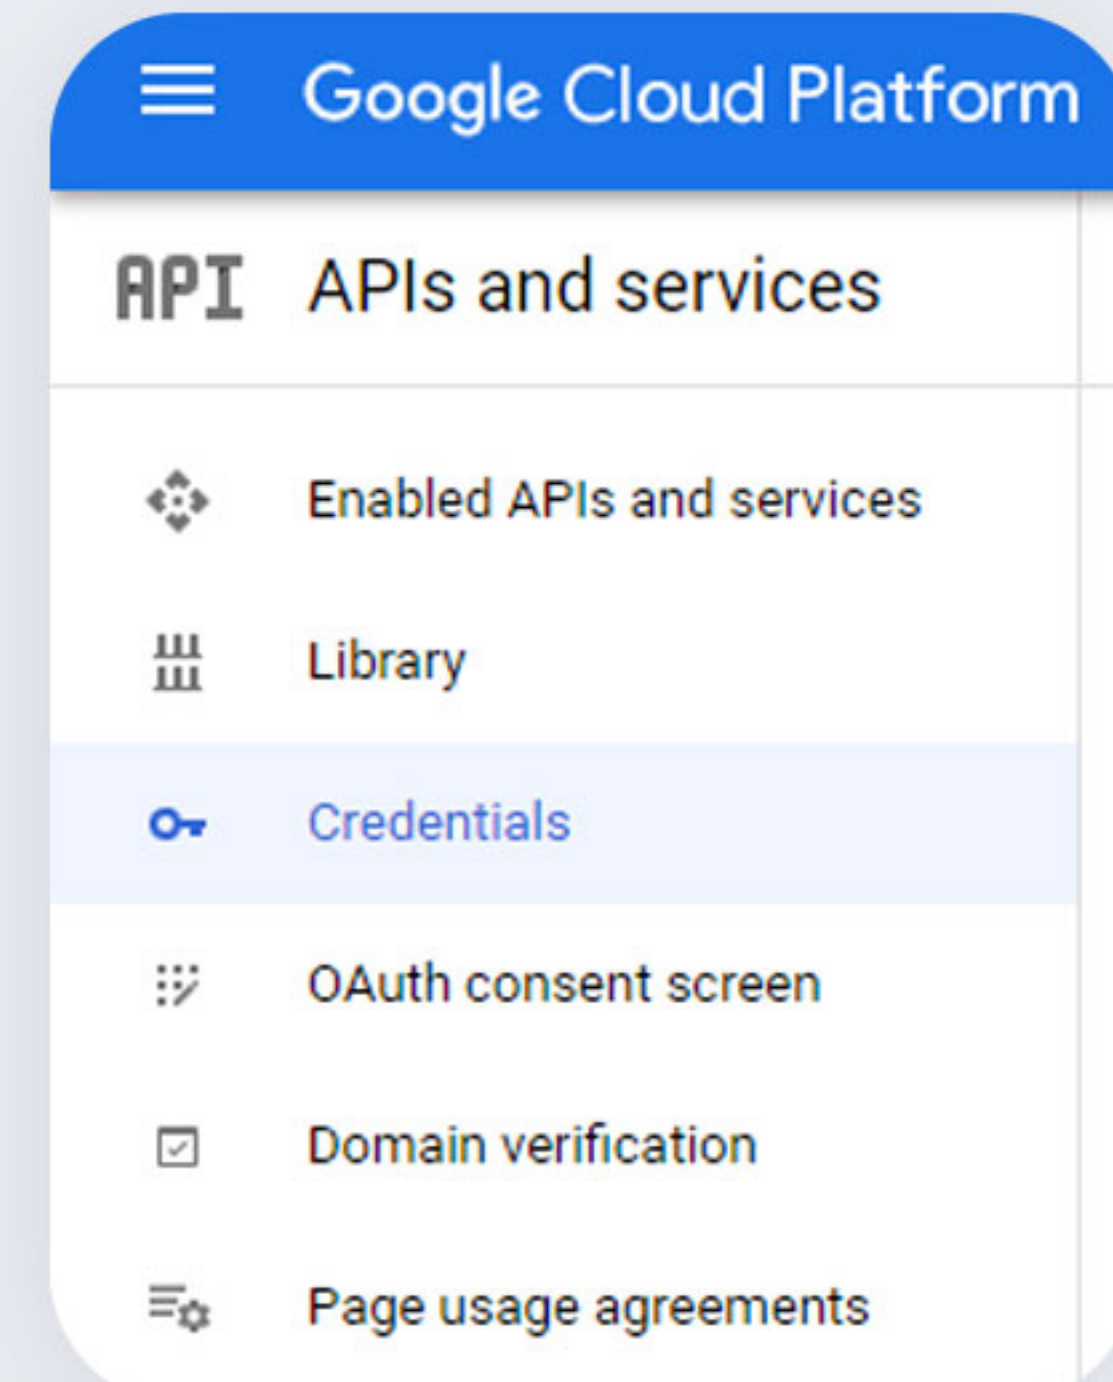 Google Cloud Platform
API APIs and services
Enabled APIs and services
Library
Credentials
OAuth consent screen
Domain verification
Page usage agreements